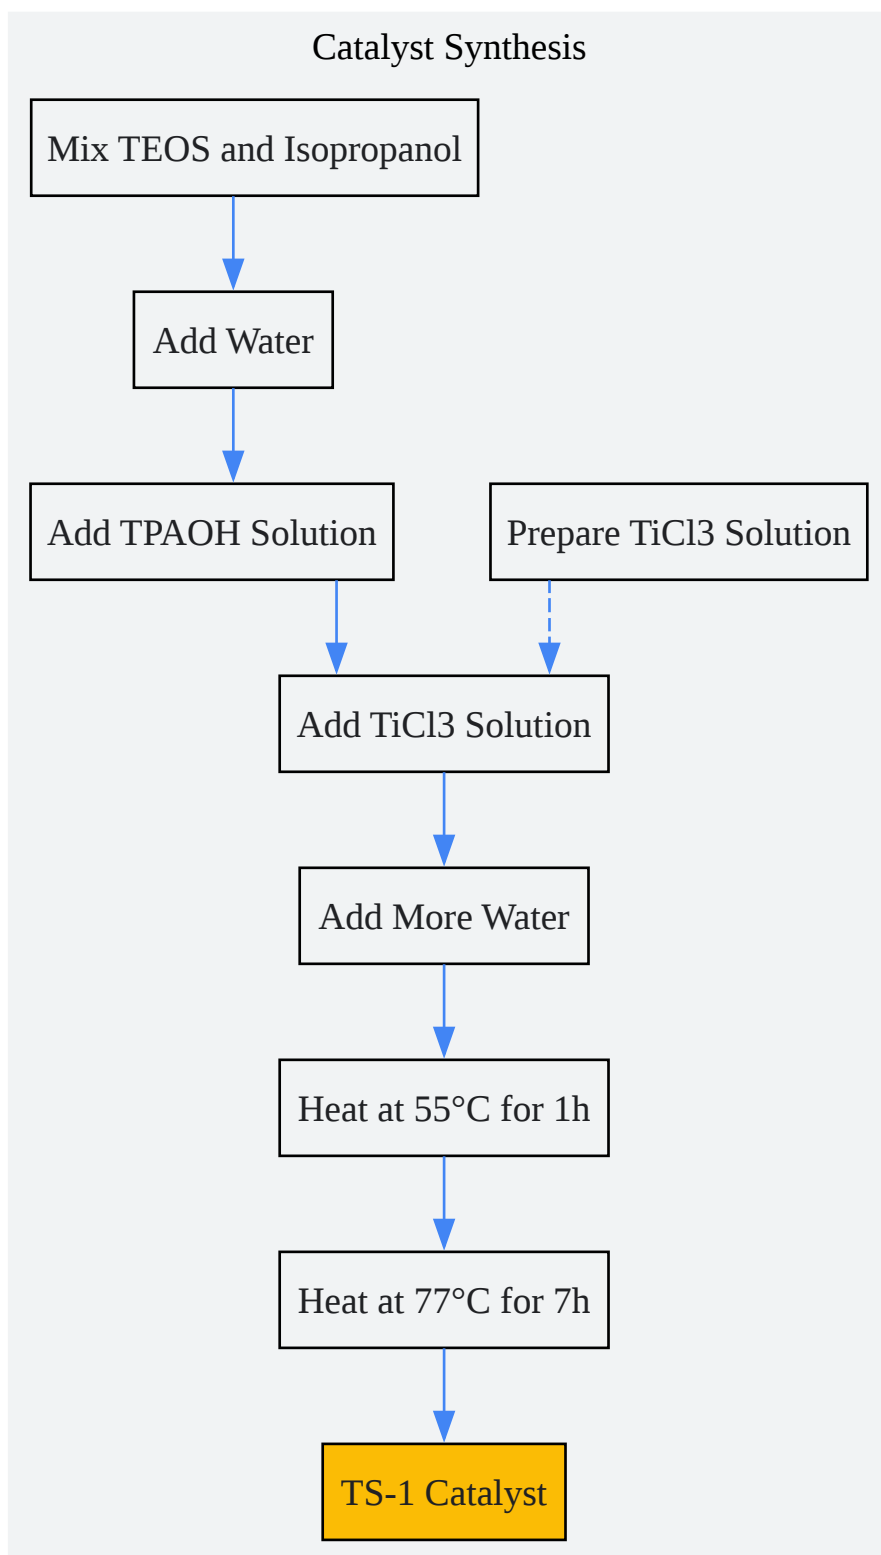 Catalyst Synthesis
Mix TEOS and Isopropanol
Add Water
Add TPAOH Solution
Prepare TiCl3 Solution
Add TiCl3 Solution
Add More Water
Heat at 55°C for 1h
Heat at 77°C for 7h
TS-1 Catalyst